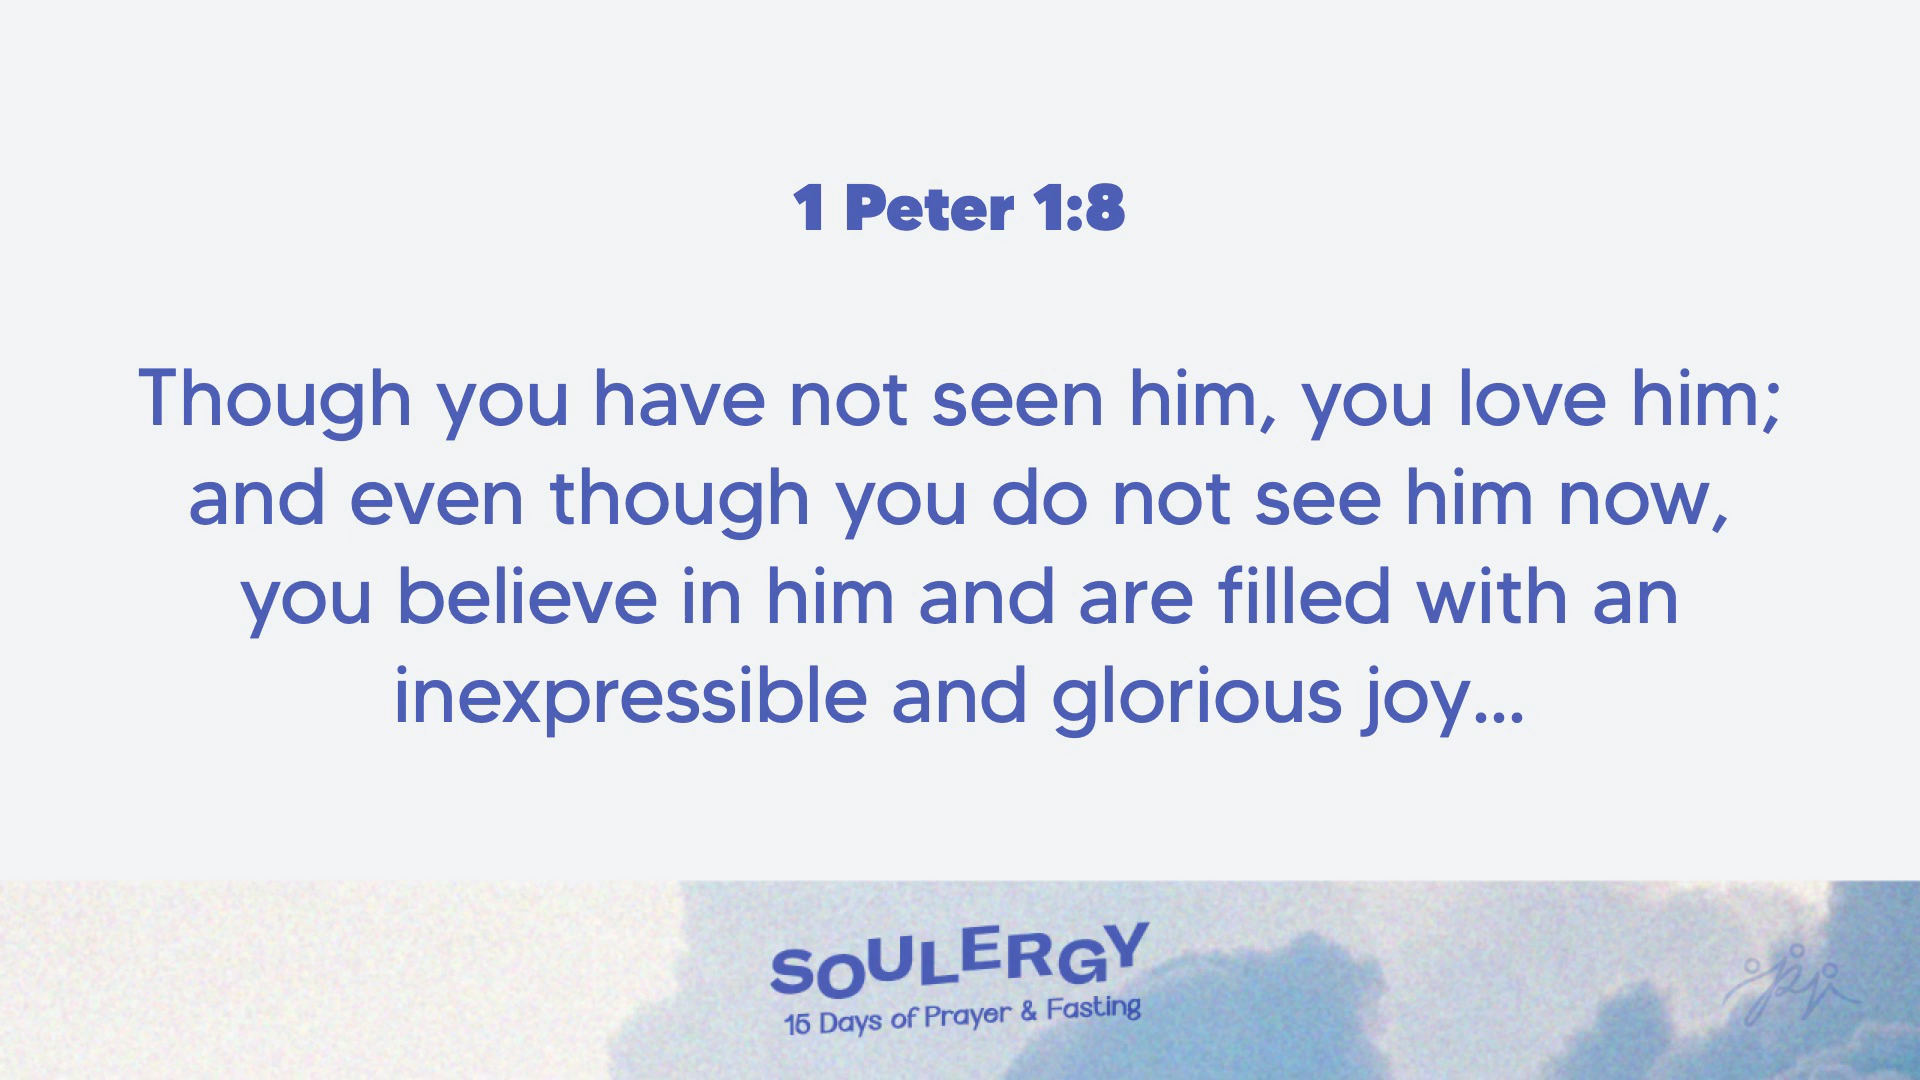 1 Peter 1:8
Though you have not seen him, you love him;
and even though you do not see him now,
you believe in him and are filled with an
inexpressible and glorious joy...
SOULERGY
15 Days of Prayer & Fasting